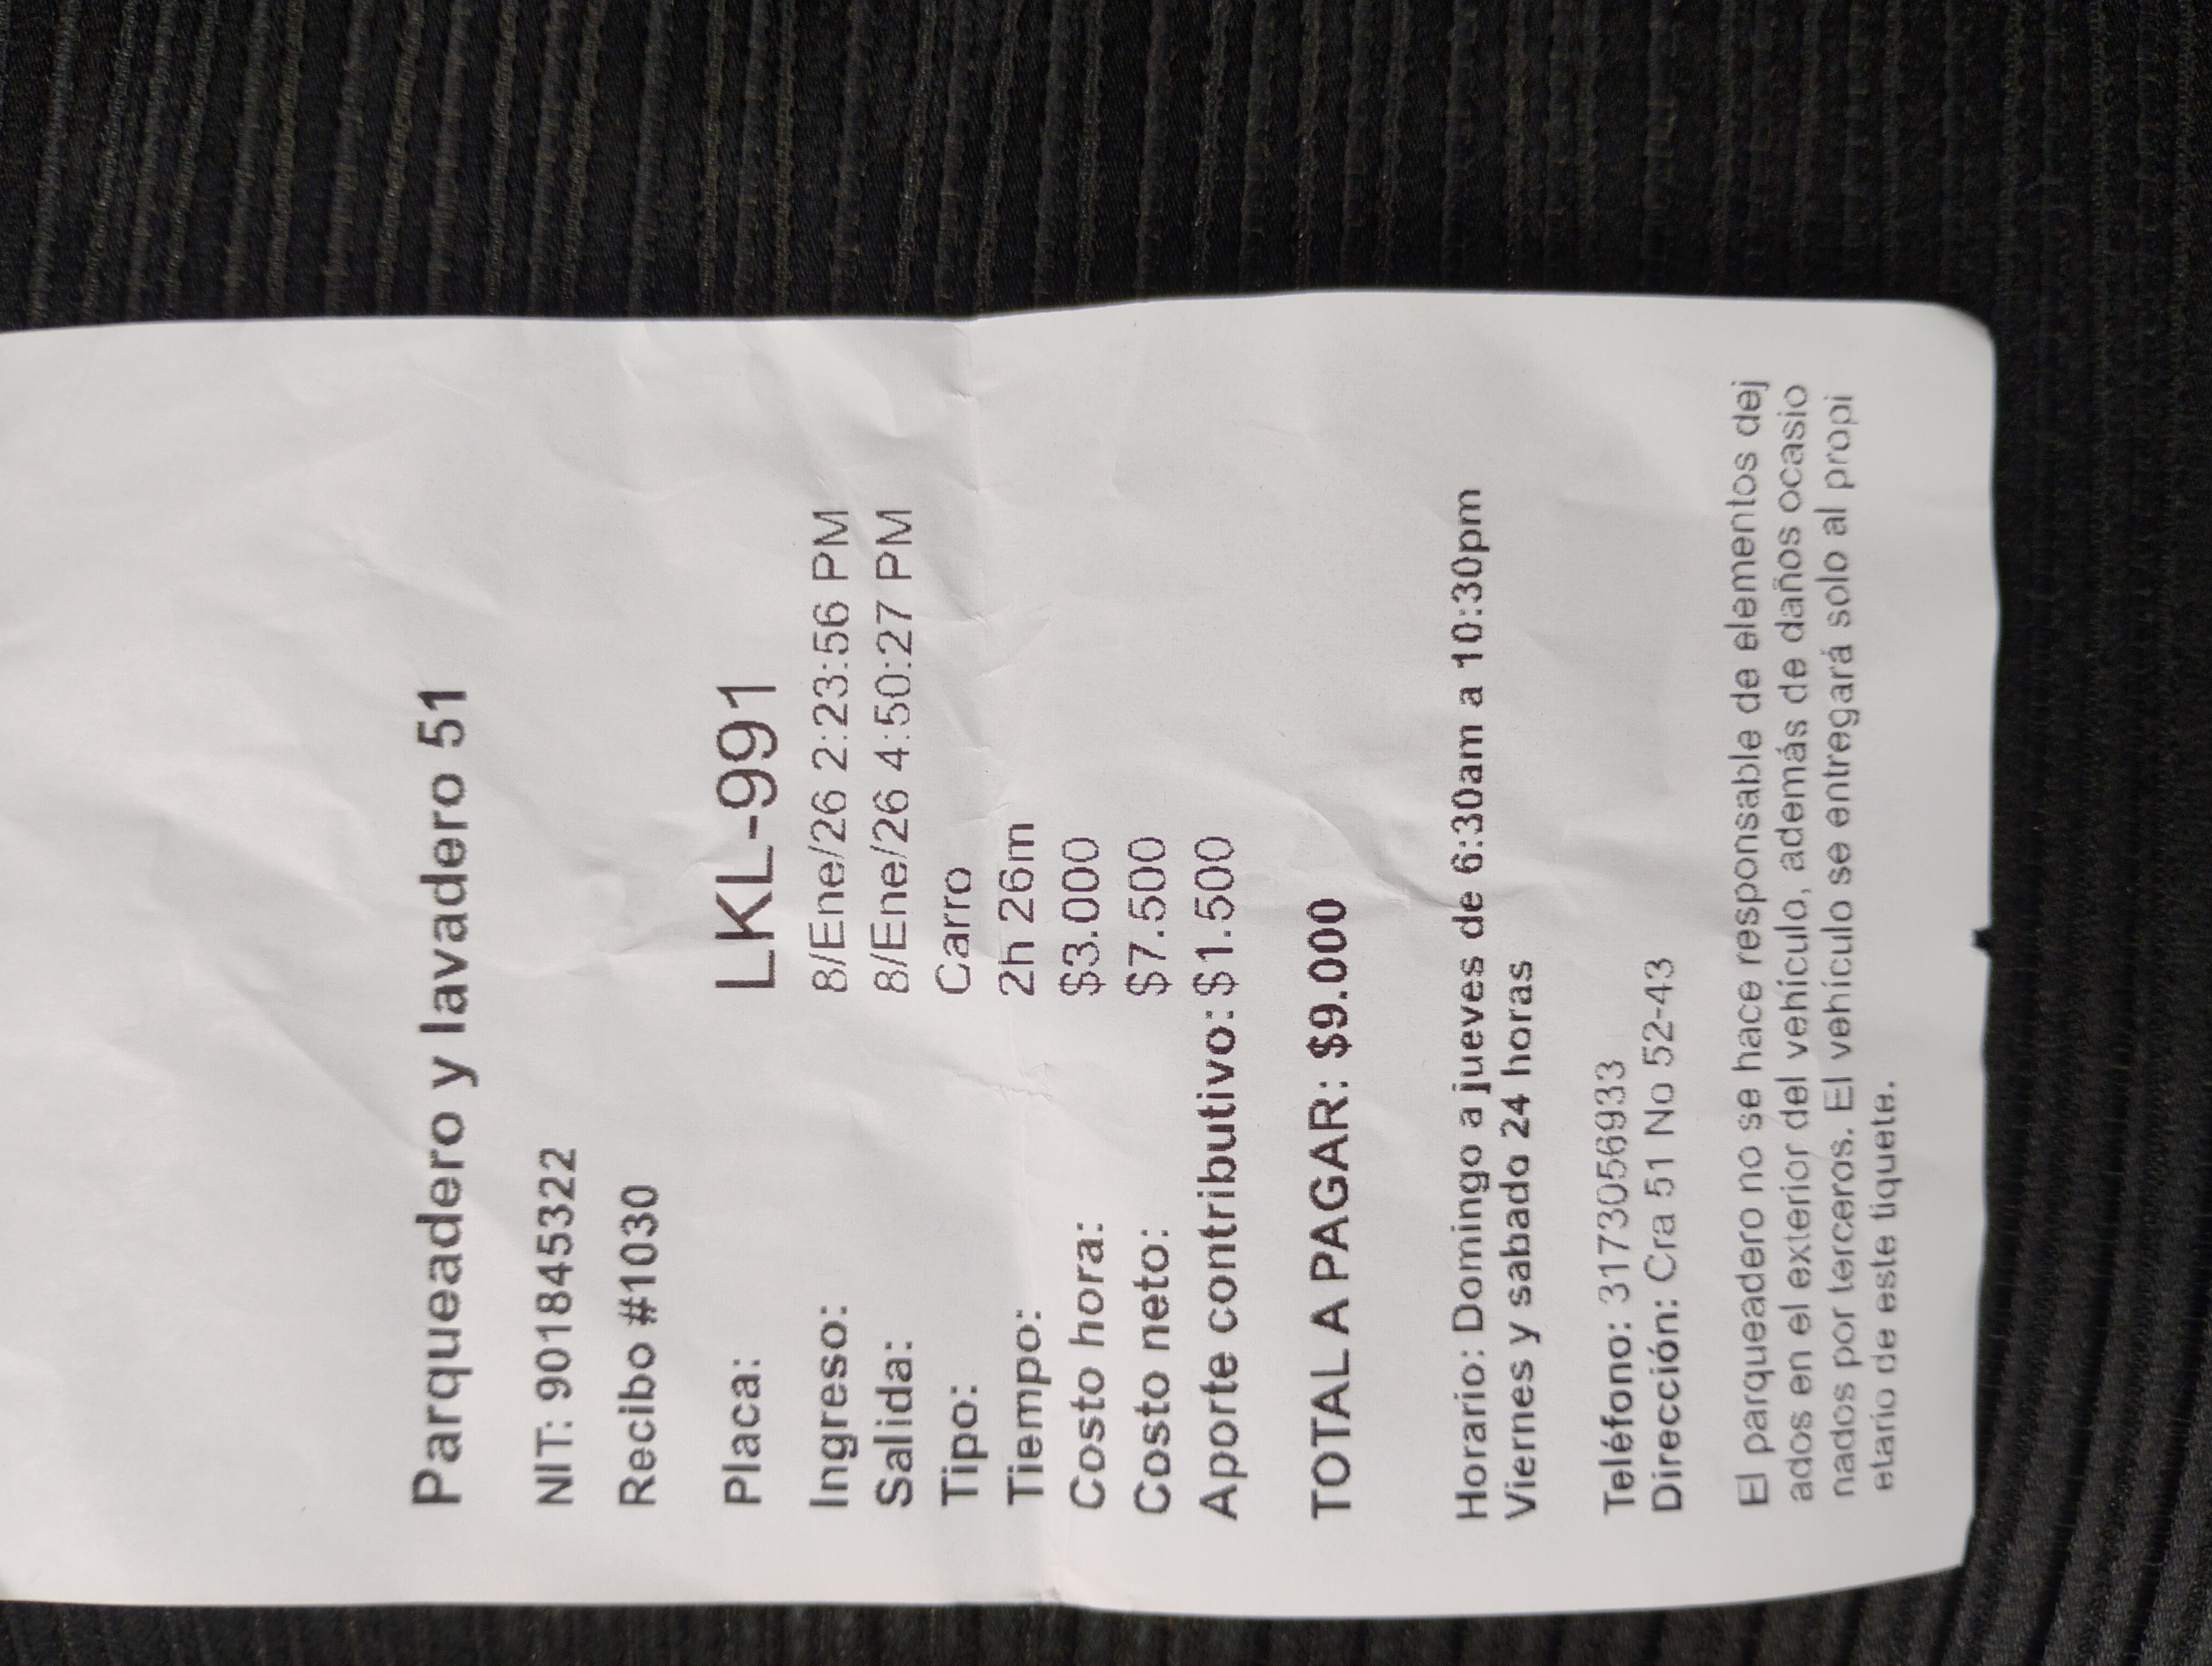 Parqueadero y lavadero 51
NIT: 901845322
Recibo #1030
Placa: LKL-991
Ingreso: 8/Ene/26 2:23:56 PM
Salida: 8/Ene/26 4:50:27 PM
Tipo: Carro
Tiempo: 2h 26m
Costo hora: $3.000
Costo neto: $7.500
Aporte contributivo: $1.500
TOTAL A PAGAR: $9.000
Horario: Domingo a jueves de 6:30am a 10:30pm
Viernes y sabado 24 horas
Teléfono: 3173056933
Dirección: Cra 51 No 52-43
El parqueadero no se hace responsable de elementos dej
ados en el exterior del vehículo, además de daños ocasio
nados por terceros. El vehículo se entregará solo al propi
etario de este tiquete.